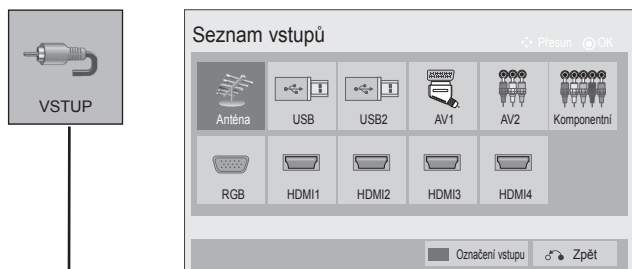 VSTUP
Seznam vstupů
Přesun OK
Anténa USB USB2 AV1 AV2 Komponentní
RGB HDMI1 HDMI2 HDMI3 HDMI4
Označení vstupu Zpět